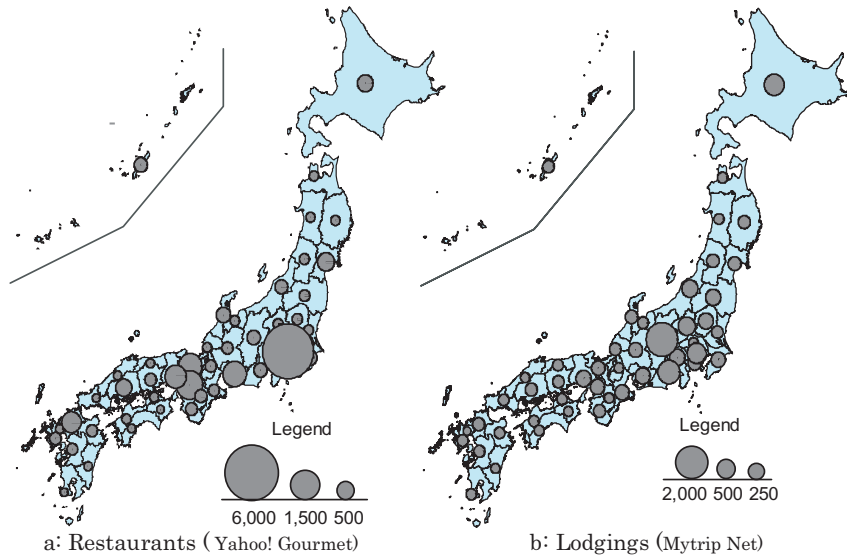 Legend
6,000 1,500 500
a: Restaurants ( Yahoo! Gourmet)
Legend
2,000 500 250
b: Lodgings (Mytrip Net)